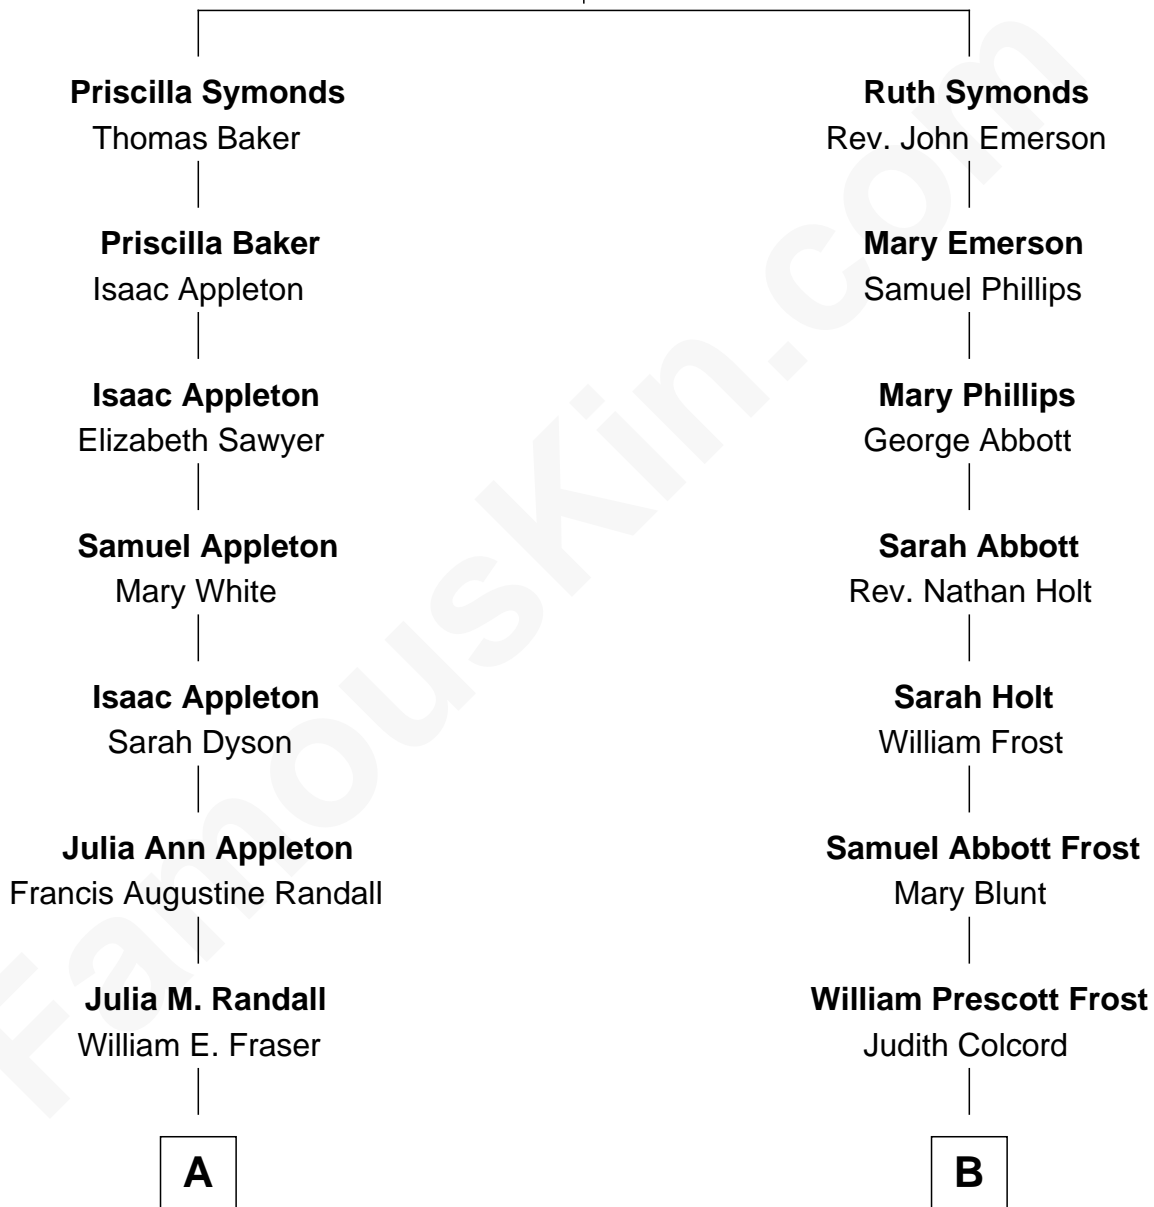 Priscilla Symonds
Thomas Baker
Ruth Symonds
Rev. John Emerson
Priscilla Baker
Isaac Appleton
Mary Emerson
Samuel Phillips
Isaac Appleton
Elizabeth Sawyer
Mary Phillips
George Abbott
Samuel Appleton
Mary White
Sarah Abbott
Rev. Nathan Holt
Isaac Appleton
Sarah Dyson
Sarah Holt
William Frost
Julia Ann Appleton
Francis Augustine Randall
Samuel Abbott Frost
Mary Blunt
Julia M. Randall
William E. Fraser
William Prescott Frost
Judith Colcord
A
B
FamousKin.com